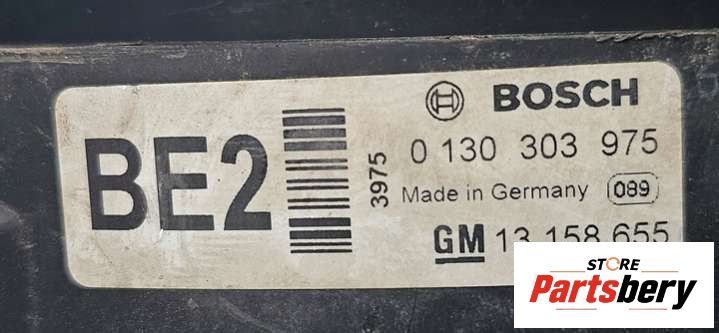 BOSCH
BE2
3975
0 130 303 975
Made in Germany 089
GM 13 158 655
STORE
Partsbery